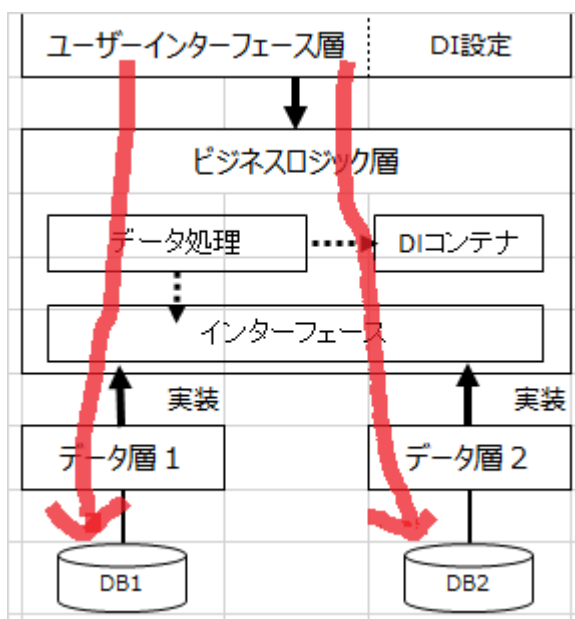 ユーザーインターフェース層
DI設定
ビジネスロジック層
データ処理
DIコンテナ
インターフェース
実装
実装
データ層1
データ層2
DB1
DB2